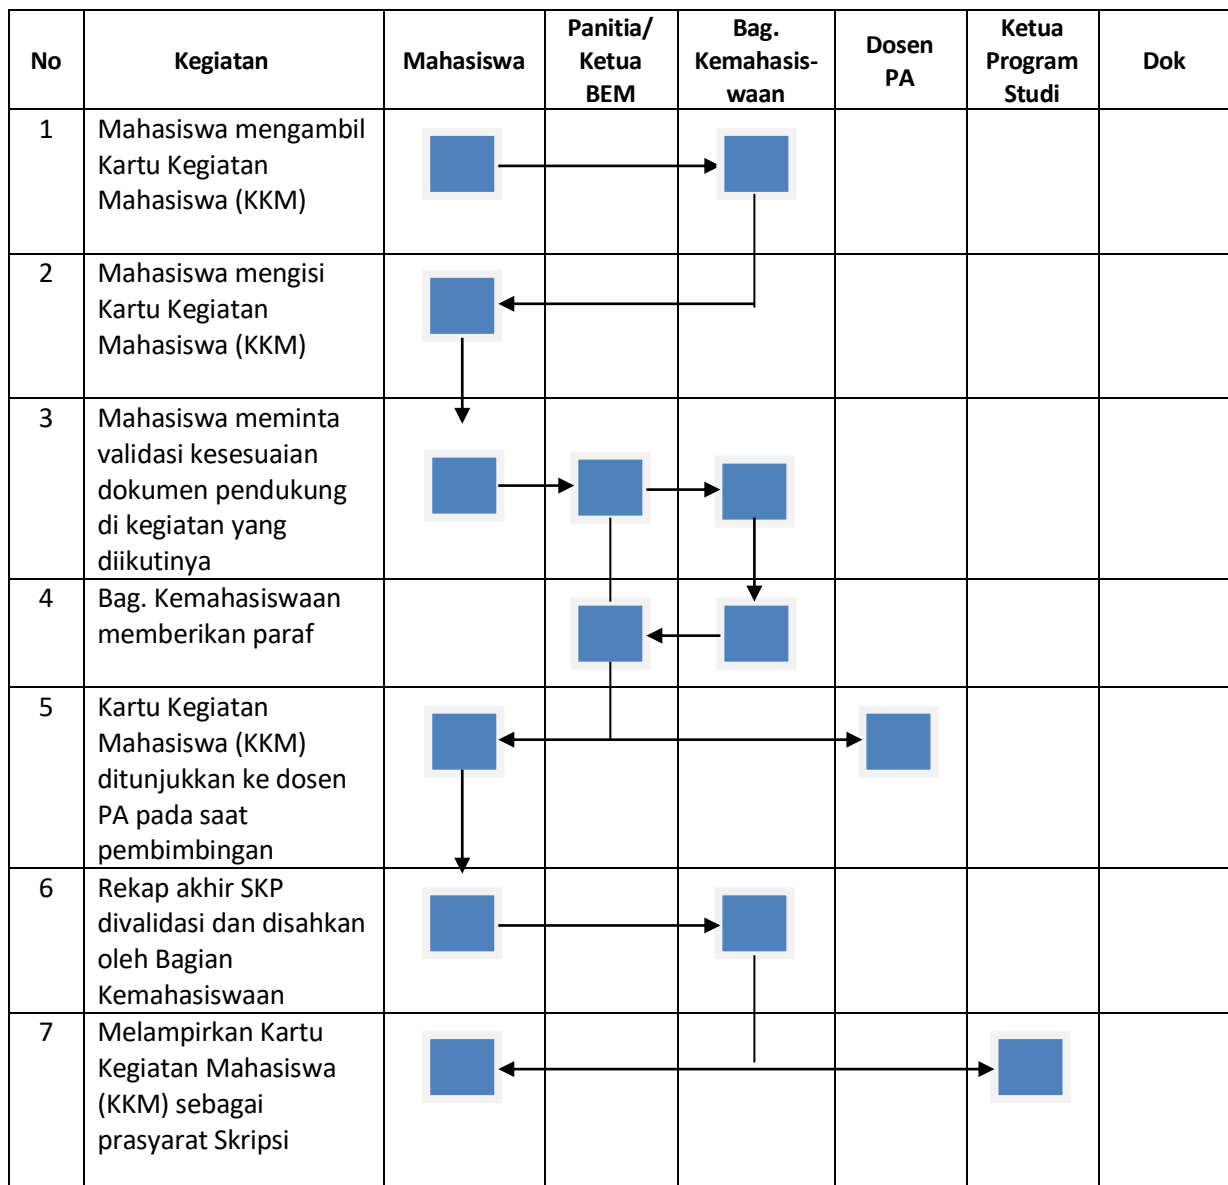 No
Kegiatan
Mahasiswa
Panitia/
Ketua
BEM
Bag.
Kemahasis-
waan
Dosen
PA
Ketua
Program
Studi
Dok
1
Mahasiswa mengambil
Kartu Kegiatan
Mahasiswa (KKM)
2
Mahasiswa mengisi
Kartu Kegiatan
Mahasiswa (KKM)
3
Mahasiswa meminta
validasi kesesuaian
dokumen pendukung
di kegiatan yang
diikutinya
4
Bag. Kemahasiswaan
memberikan paraf
5
Kartu Kegiatan
Mahasiswa (KKM)
ditunjukkan ke dosen
PA pada saat
pembimbingan
6
Rekap akhir SKP
divalidasi dan disahkan
oleh Bagian
Kemahasiswaan
7
Melampirkan Kartu
Kegiatan Mahasiswa
(KKM) sebagai
prasyarat Skripsi